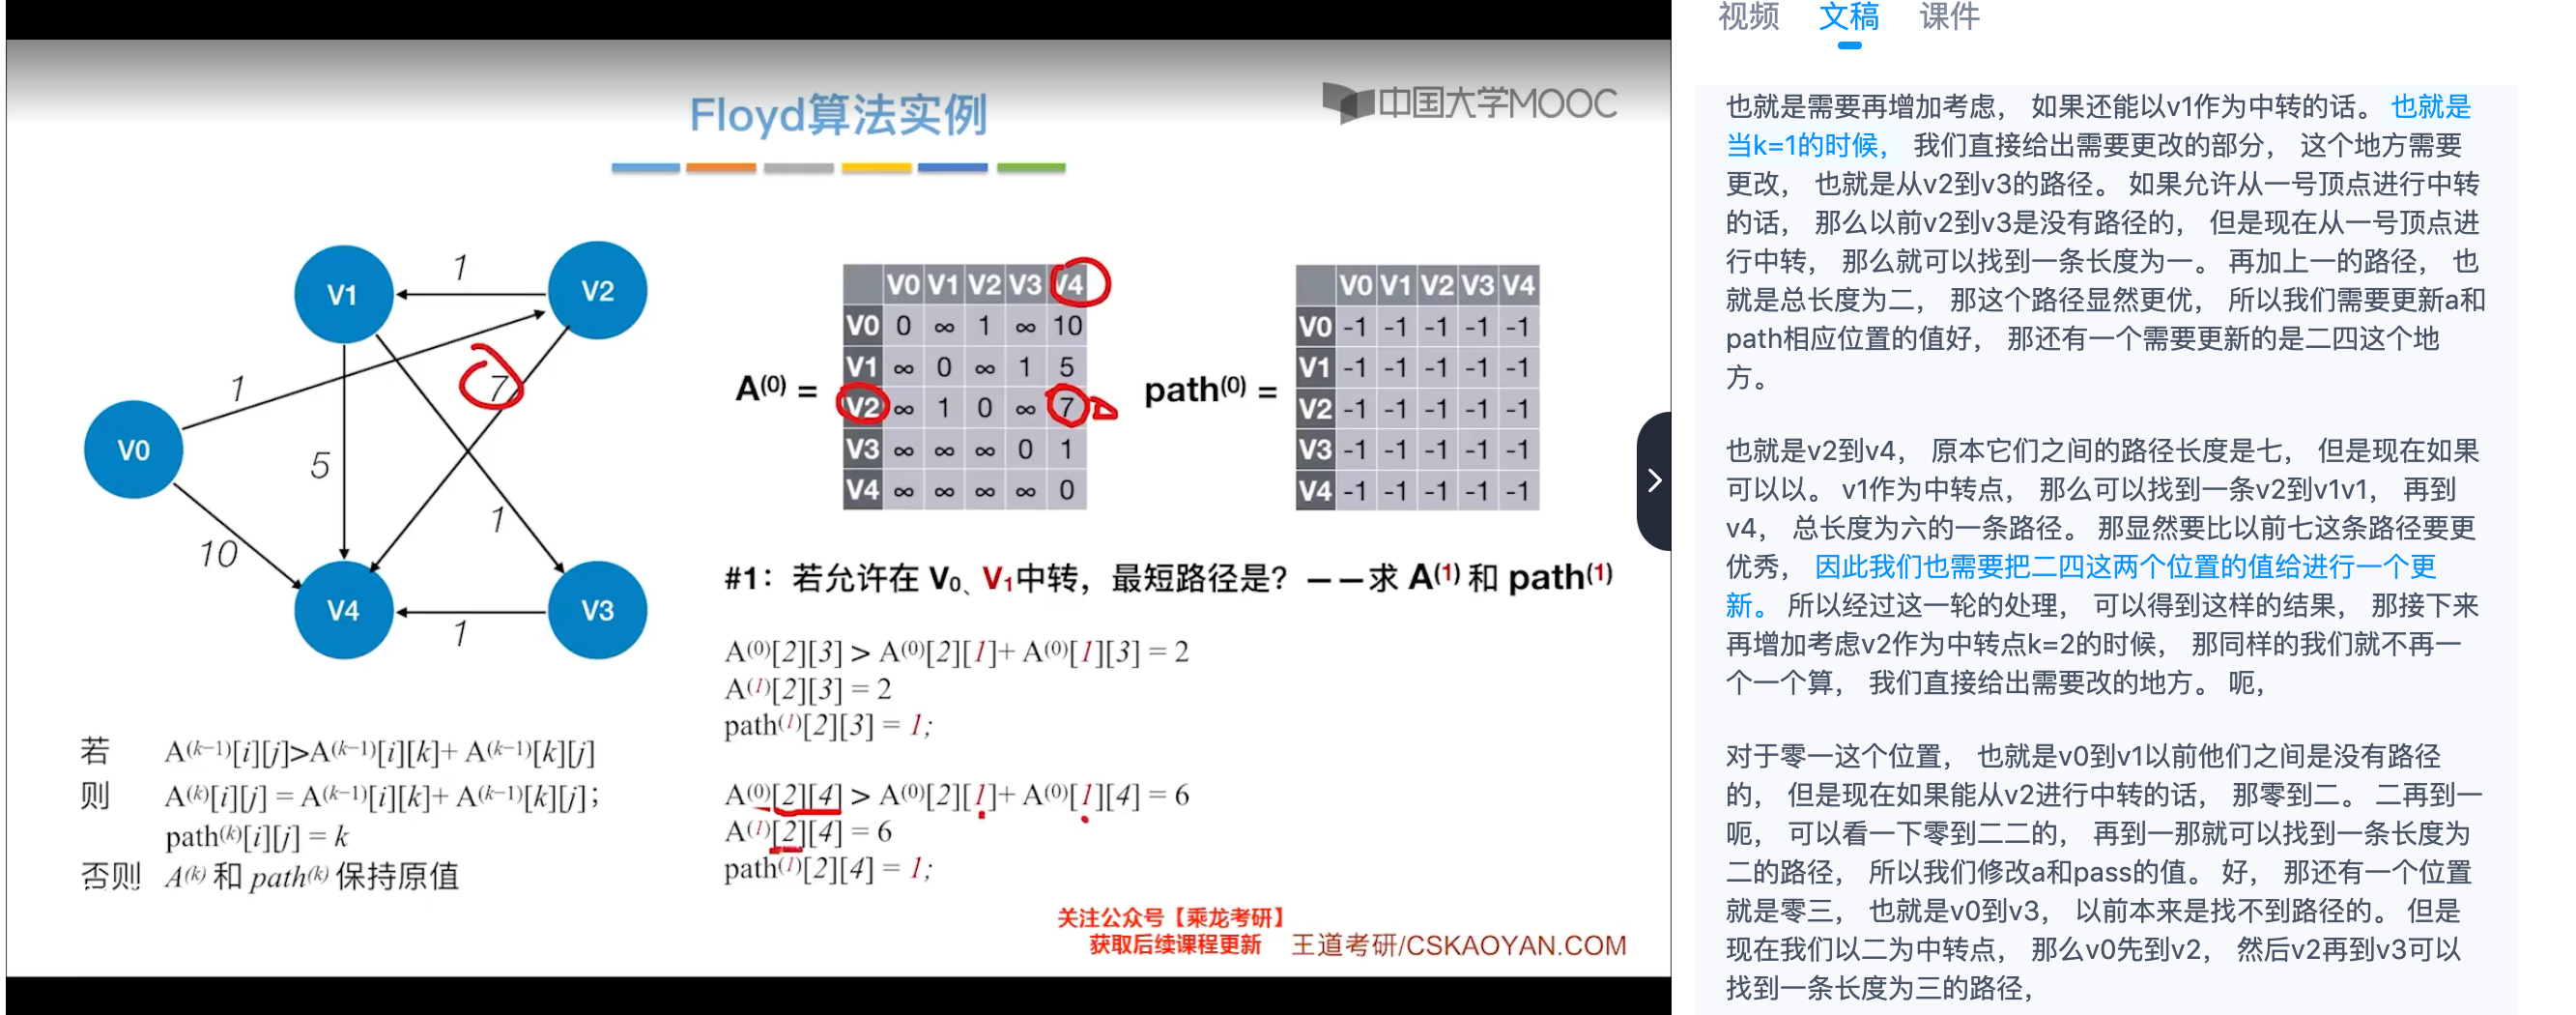 Floyd算法实例
中国大学MOOC
V1
V2
V0
V4
V3
1
1
7
5
1
10
1
A(0) =
V0 V1 V2 V3 V4
V0 0 ∞ 1 ∞ 10
V1 ∞ 0 ∞ 1 5
V2 ∞ 1 0 ∞ 7
V3 ∞ ∞ ∞ 0 1
V4 ∞ ∞ ∞ ∞ 0
path(0) =
V0 V1 V2 V3 V4
V0 -1 -1 -1 -1 -1
V1 -1 -1 -1 -1 -1
V2 -1 -1 -1 -1 -1
V3 -1 -1 -1 -1 -1
V4 -1 -1 -1 -1 -1
#1：若允许在 V0、V1中转，最短路径是？——求 A(1) 和 path(1)
A(0)[2][3] > A(0)[2][1]+ A(0)[1][3] = 2
A(1)[2][3] = 2
path(1)[2][3] = 1;
A(0)[2][4] > A(0)[2][1]+ A(0)[1][4] = 6
A(1)[2][4] = 6
path(1)[2][4] = 1;
若 A(k−1)[i][j]>A(k−1)[i][k]+ A(k−1)[k][j]
则 A(k)[i][j] = A(k−1)[i][k]+ A(k−1)[k][j];
path(k)[i][j] = k
否则 A(k) 和 path(k) 保持原值
关注公众号【乘龙考研】
获取后续课程更新
王道考研/CSKAOYAN.COM
视频 文稿 课件
也就是需要再增加考虑， 如果还能以v1作为中转的话。 也就是
当k=1的时候， 我们直接给出需要更改的部分， 这个地方需要
更改， 也就是从v2到v3的路径。 如果允许从一号顶点进行中转
的话， 那么以前v2到v3是没有路径的， 但是现在从一号顶点进
行中转， 那么就可以找到一条长度为一。 再加上一的路径， 也
就是总长度为二， 那这个路径显然更优， 所以我们需要更新a和
path相应位置的值好， 那还有一个需要更新的是二四这个地
方。
也就是v2到v4， 原本它们之间的路径长度是七， 但是现在如果
可以以。 v1作为中转点， 那么可以找到一条v2到v1v1， 再到
v4， 总长度为六的一条路径。 那显然要比以前七这条路径要更
优秀， 因此我们也需要把二四这两个位置的值给进行一个更
新。 所以经过这一轮的处理， 可以得到这样的结果， 那接下来
再增加考虑v2作为中转点k=2的时候， 那同样的我们就不再一
个一个算， 我们直接给出需要改的地方。 呃，
对于零一这个位置， 也就是v0到v1以前他们之间是没有路径
的， 但是现在如果能从v2进行中转的话， 那零到二。 二再到一
呃， 可以看一下零到二二的， 再到一那就可以找到一条长度为
二的路径， 所以我们修改a和pass的值。 好， 那还有一个位置
就是零三， 也就是v0到v3， 以前本来是找不到路径的。 但是
现在我们以二为中转点， 那么v0先到v2， 然后v2再到v3可以
找到一条长度为三的路径，